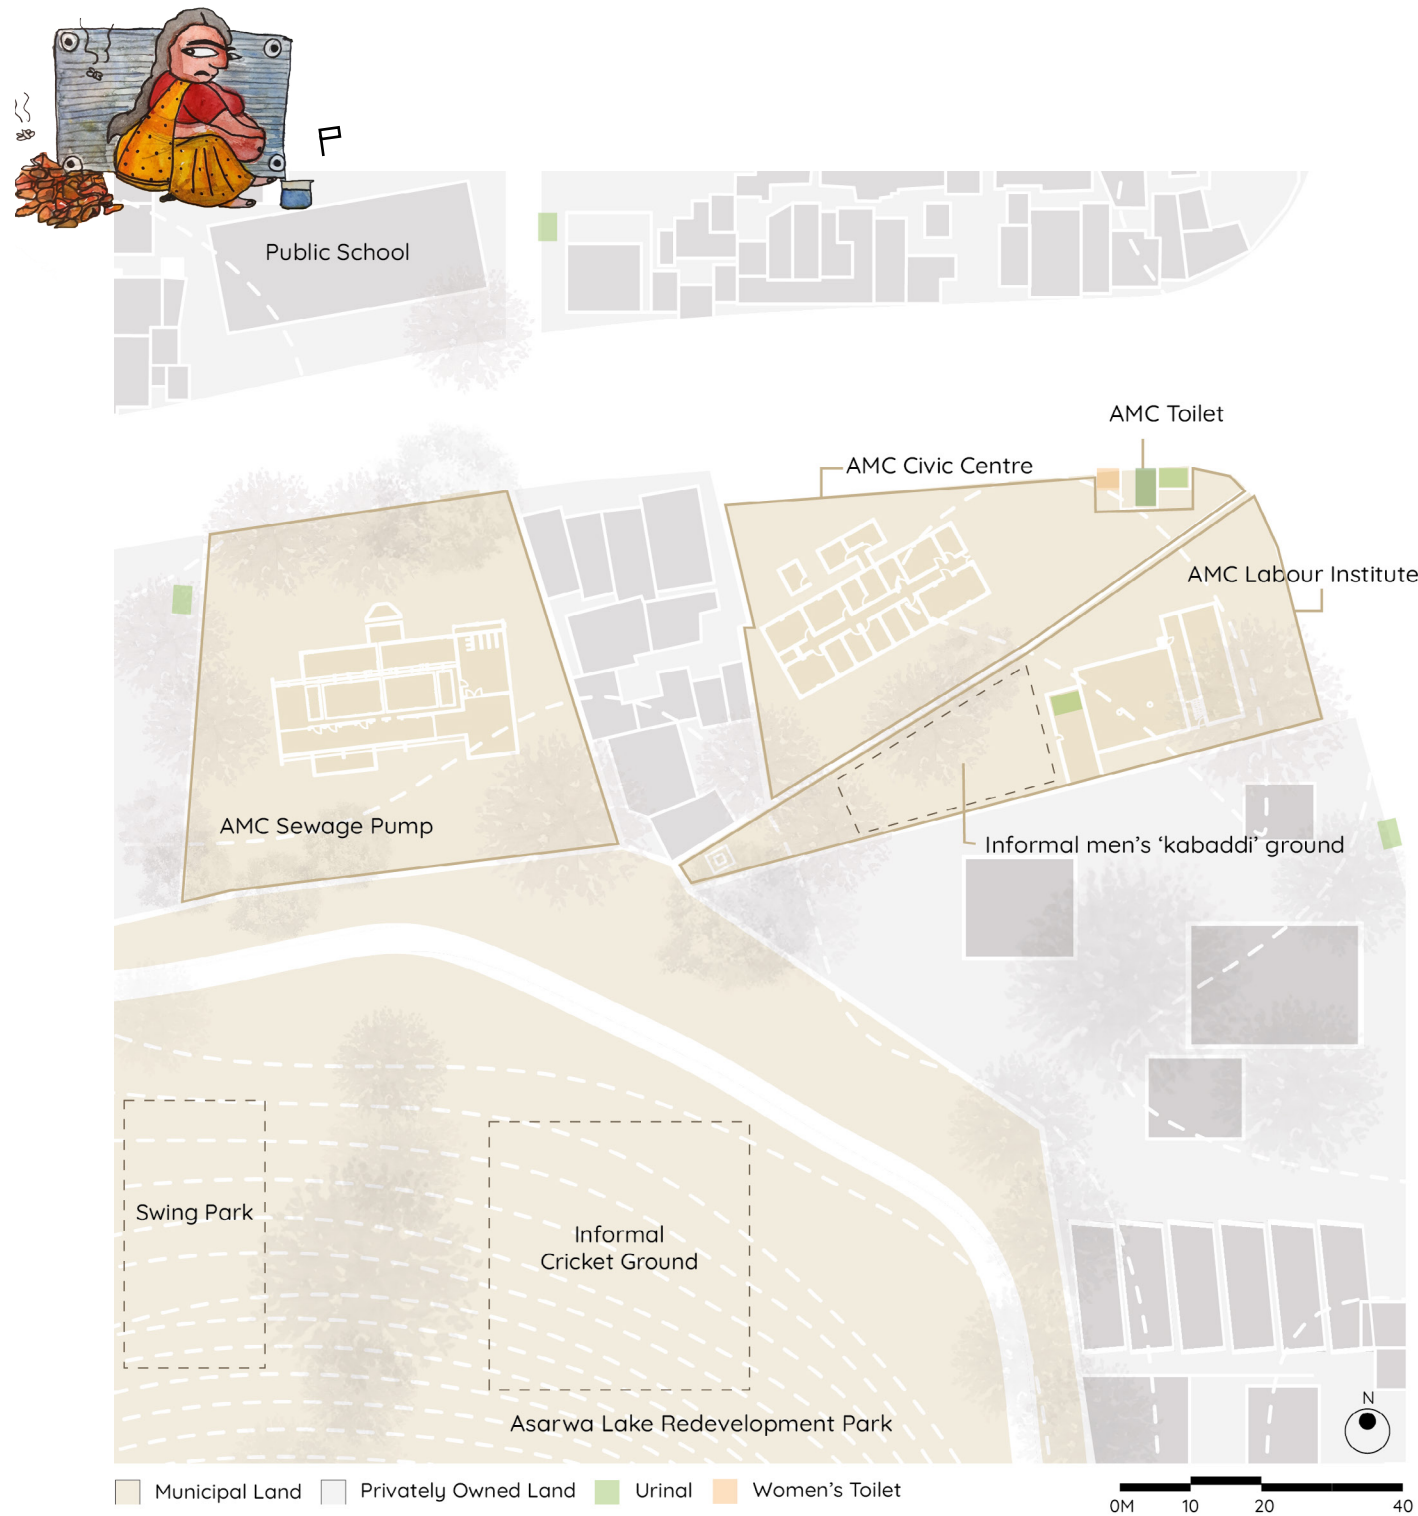 Public School
AMC Toilet
AMC Civic Centre
AMC Labour Institute
AMC Sewage Pump
Informal men's 'kabaddi' ground
Swing Park
Informal
Cricket Ground
Asarwa Lake Redevelopment Park
N
Municipal Land
Privately Owned Land
Urinal
Women's Toilet
0M 10 20 40